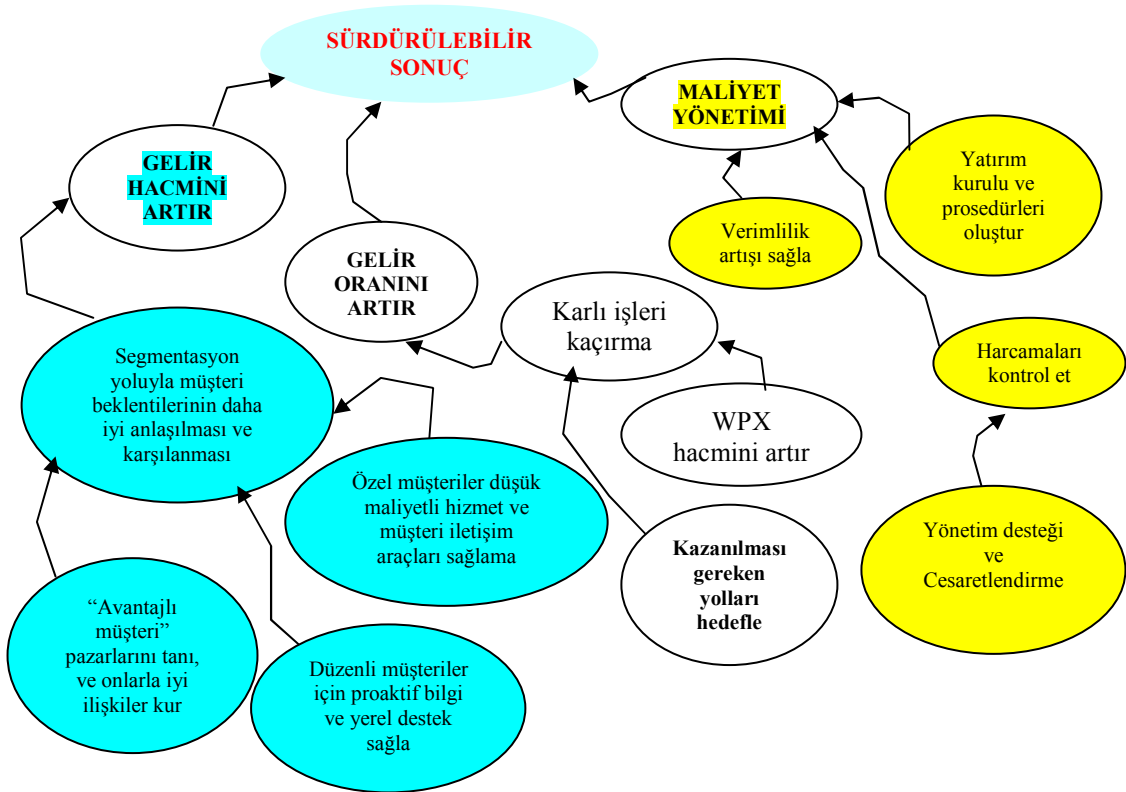 SÜRDÜRÜLEBİLİR
SONUÇ
MALİYET
YÖNETİMİ
GELİR
HACMİNİ
ARTIR
Yatırım
kurulu ve
prosedürleri
oluştur
Verimlilik
artışı sağla
GELİR
ORANINI
ARTIR
Karlı işleri
kaçırma
Harcamaları
kontrol et
Segmentasyon
yoluyla müşteri
beklentilerinin daha
iyi anlaşılması ve
karşılanması
WPX
hacmini artır
Özel müşteriler düşük
maliyetli hizmet ve
müşteri iletişim
araçları sağlama
Yönetim desteği
ve
Cesaretlendirme
Kazanılması
gereken
yolları
hedefle
“Avantajlı
müşteri”
pazarlarını tanı,
ve onlarla iyi
ilişkiler kur
Düzenli müşteriler
için proaktif bilgi
ve yerel destek
sağla